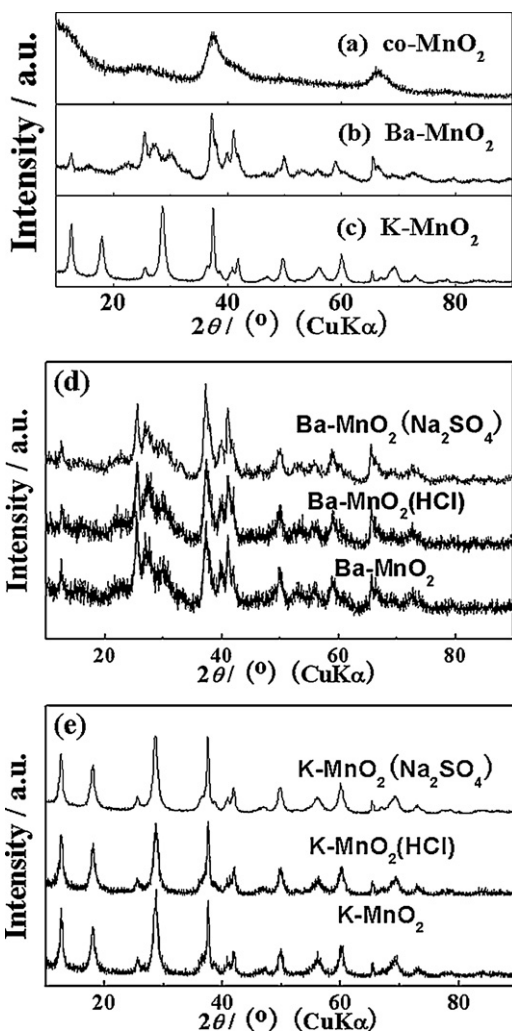 Intensity / a.u.
(a) co-MnO₂
(b) Ba-MnO₂
(c) K-MnO₂
20 40 60 80
2θ/ (o) (CuKα)
(d)
Intensity / a.u.
Ba-MnO₂(Na₂SO₄)
Ba-MnO₂(HCl)
Ba-MnO₂
20 40 60 80
2θ/ (o) (CuKα)
(e)
Intensity / a.u.
K-MnO₂(Na₂SO₄)
K-MnO₂(HCl)
K-MnO₂
20 40 60 80
2θ/ (o) (CuKα)